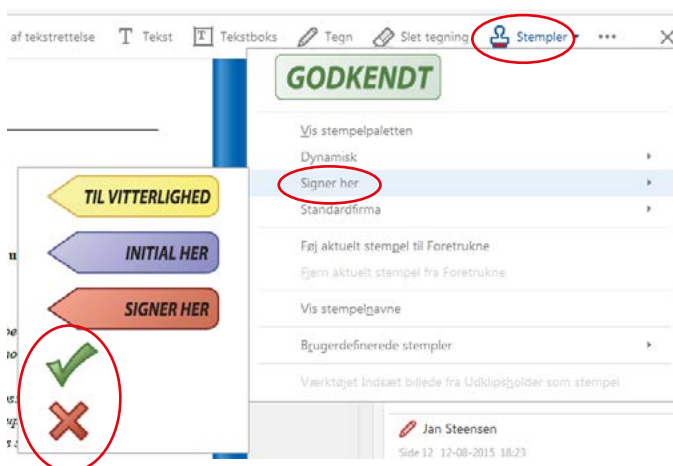 af tekstrettelse Tekst Tekstboks Tegn Slet tegning Stempler
GODKENDT
Vis stempelpaletten
Dynamisk
Signer her
Standardfirma
Føj aktuelt stempel til Foretrukne
Fjern aktuelt stempel fra Foretrukne
Vis stempelnavne
Brugerdefinerede stempler
Værktøjet Indsæt billede fra Udklipsholder som stempel
TIL VITTERLIGHED
INITIAL HER
SIGNER HER
Jan Steensen
Side 12 12-08-2015 18:23